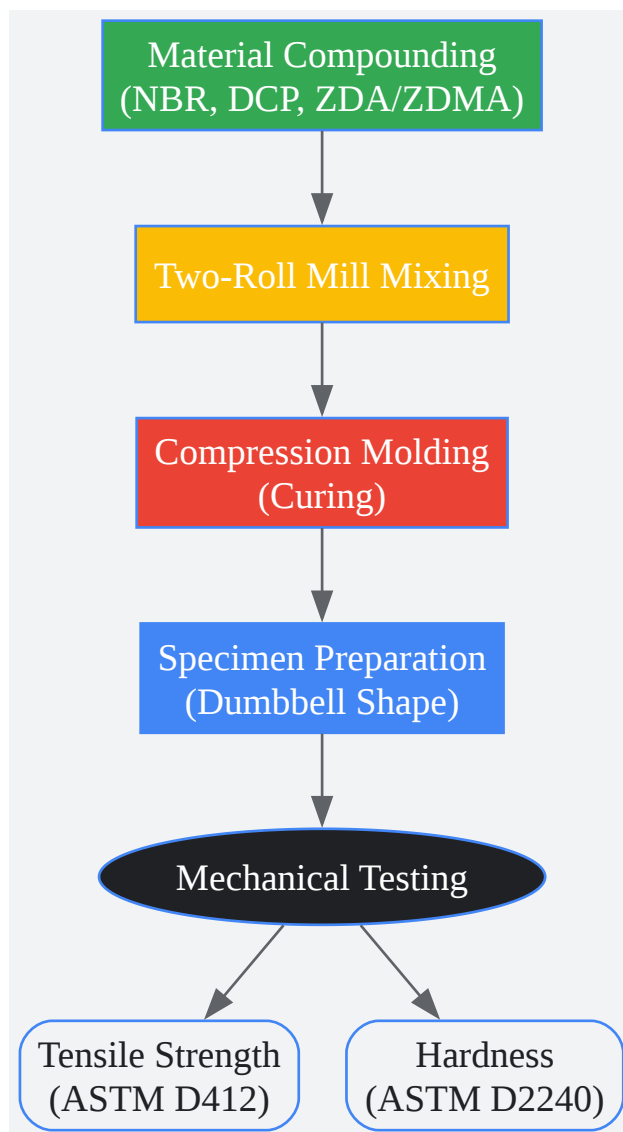 Material Compounding
(NBR, DCP, ZDA/ZDMA)
Two-Roll Mill Mixing
Compression Molding
(Curing)
Specimen Preparation
(Dumbbell Shape)
Mechanical Testing
Tensile Strength
(ASTM D412)
Hardness
(ASTM D2240)